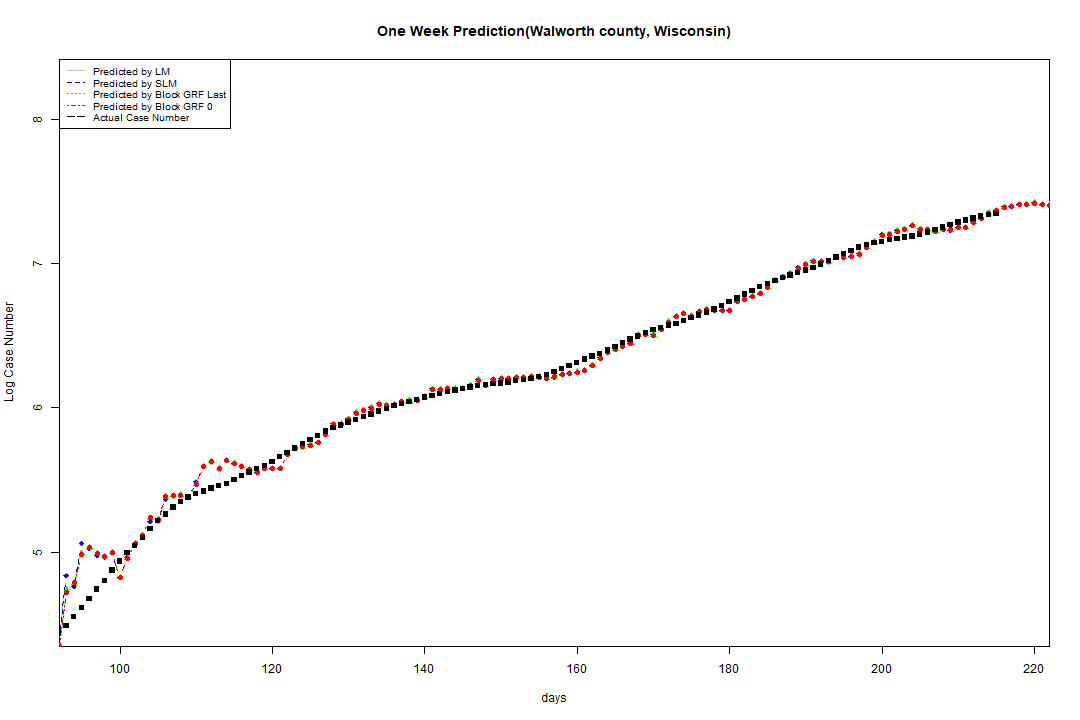 One Week Prediction(Walworth county, Wisconsin)
Predicted by LM
Predicted by SLM
Predicted by Block GRF Last
Predicted by Block GRF 0
Actual Case Number
Log Case Number
8
7
6
5
100 120 140 160 180 200 220
days